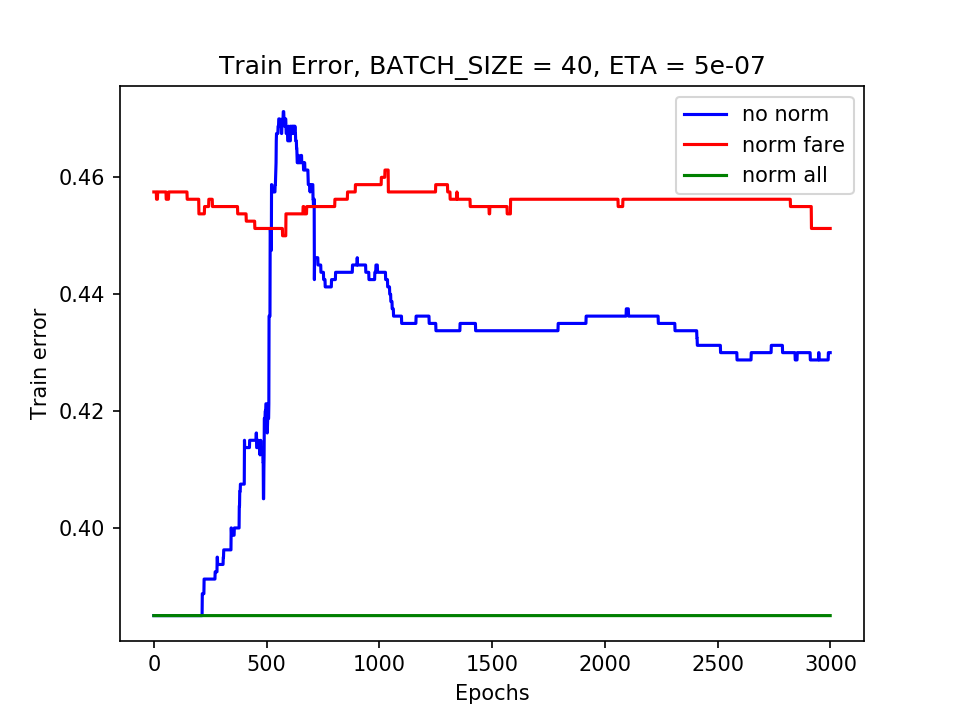 Train Error, BATCH_SIZE = 40, ETA = 5e-07
no norm
norm fare
norm all
Train error
0.46
0.44
0.42
0.40
0 500 1000 1500 2000 2500 3000
Epochs